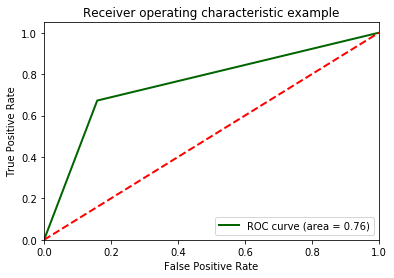 Receiver operating characteristic example
True Positive Rate
1.0
0.8
0.6
0.4
0.2
0.0
ROC curve (area = 0.76)
0.0 0.2 0.4 0.6 0.8 1.0
False Positive Rate